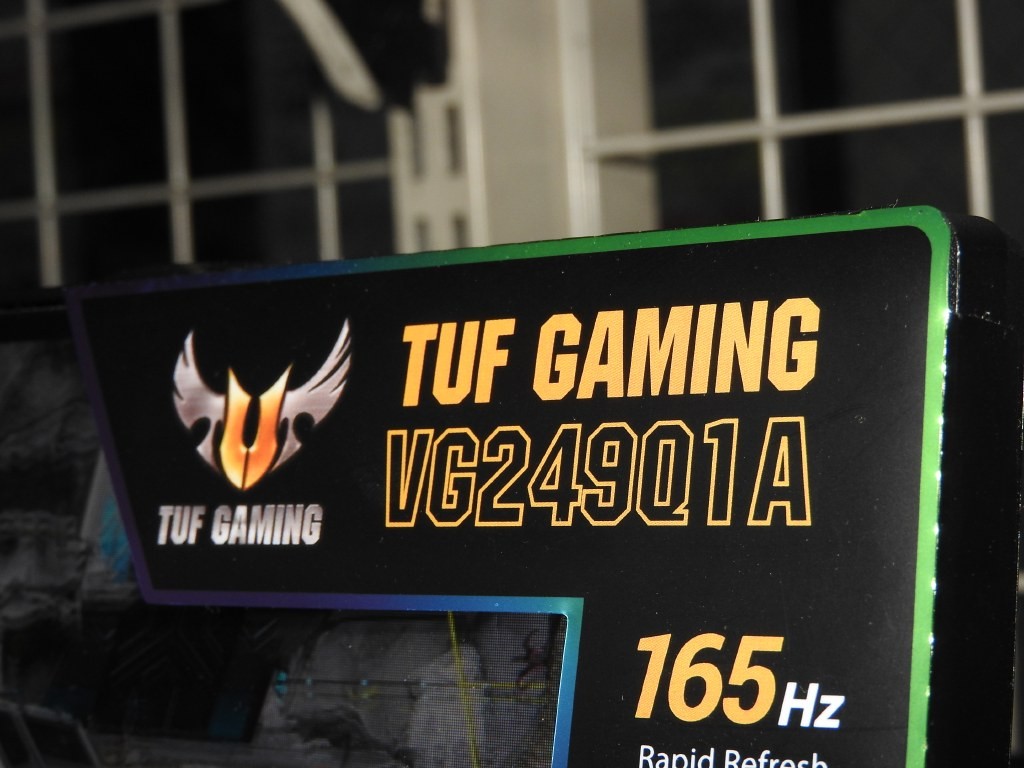 TUF GAMING
VG249Q1A
TUF GAMING
165Hz
Rapid Refresh